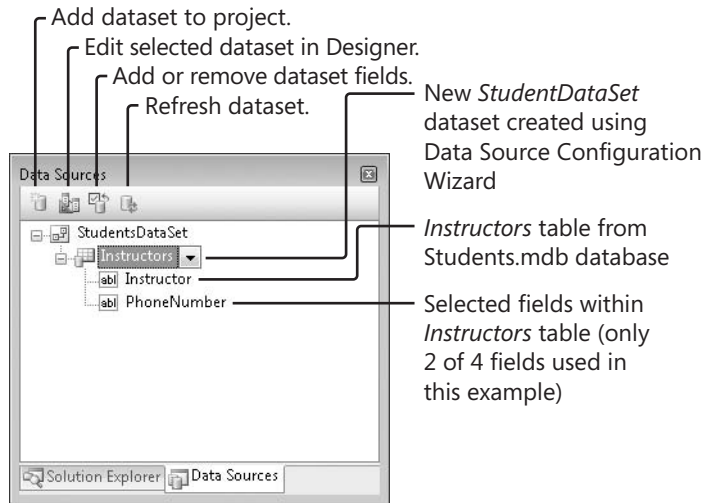 Add dataset to project.
Edit selected dataset in Designer.
Add or remove dataset fields.
Refresh dataset.
New StudentDataSet
dataset created using
Data Source Configuration
Wizard
Instructors table from
Students.mdb database
Selected fields within
Instructors table (only
2 of 4 fields used in
this example)
Data Sources
StudentsDataSet
Instructors
abl Instructor
abl PhoneNumber
Solution Explorer
Data Sources